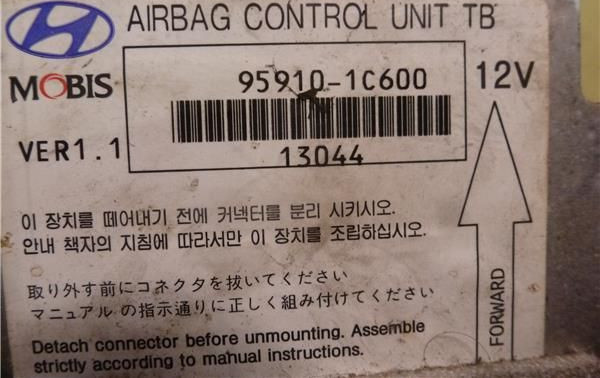 AIRBAG CONTROL UNIT TB
MOBIS
95910-1C600
12V
VER1.1
13044
이 장치를 떼어내기 전에 커넥터를 분리 시키시오.
안내 책자의 지침에 따라서만 이 장치를 조립하십시오.
取り外す前にコネクタを抜いてください
マニュアル の指示通りに正しく組み付けてください
FORWARD
Detach connector before unmounting. Assemble
strictly according to manual instructions.